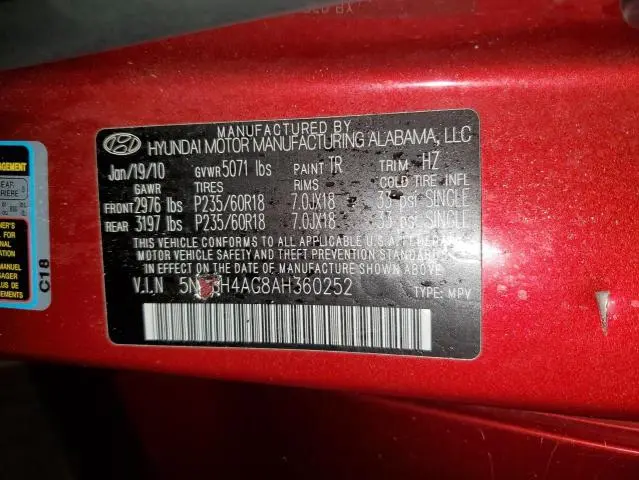 MANUFACTURED BY
HYUNDAI MOTOR MANUFACTURING ALABAMA, LLC
Jan/19/10 GVWR 5071 lbs PAINT TR TRIM HZ
GAWR TIRES RIMS COLD TIRE INFL
FRONT 2976 lbs P235/60R18 7.0JX18 33 psi SINGLE
REAR 3197 lbs P235/60R18 7.0JX18 33 psi SINGLE
THIS VEHICLE CONFORMS TO ALL APPLICABLE U.S.A. FEDERAL
MOTOR VEHICLE SAFETY AND THEFT PREVENTION STANDARDS
IN EFFECT ON THE DATE OF MANUFACTURE SHOWN ABOVE.
V.I.N 5N H4AG8AH360252 TYPE: MPV
C18